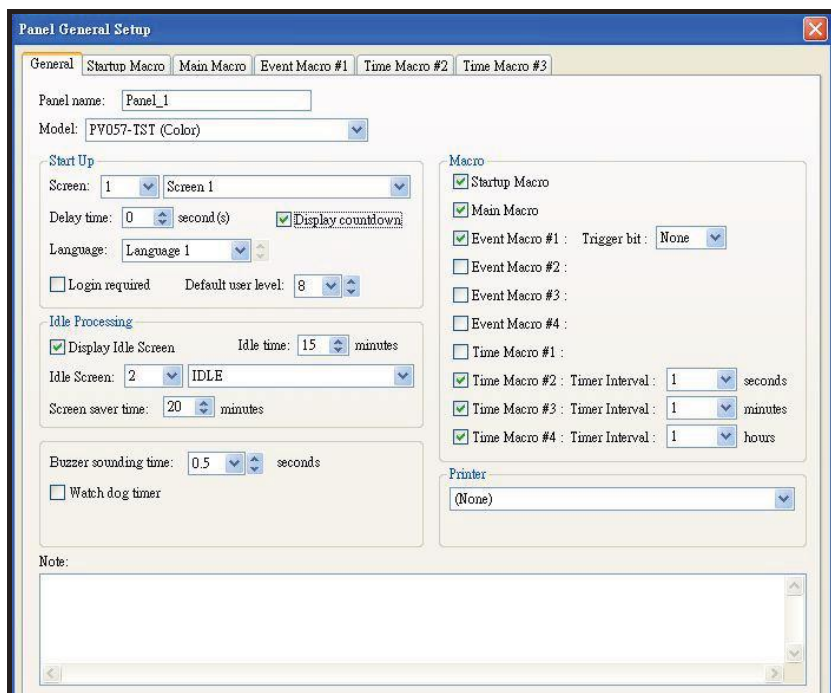 Panel General Setup
General Startup Macro Main Macro Event Macro #1 Time Macro #2 Time Macro #3
Panel name: Panel_1
Model: PV057-TST (Color)
Start Up
Screen: 1 Screen 1
Delay time: 0 second(s) Display countdown
Language: Language 1
Login required Default user level: 8
Idle Processing
Display Idle Screen Idle time: 15 minutes
Idle Screen: 2 IDLE
Screen saver time: 20 minutes
Buzzer sounding time: 0.5 seconds
Watch dog timer
Macro
Startup Macro
Main Macro
Event Macro #1 : Trigger bit : None
Event Macro #2 :
Event Macro #3 :
Event Macro #4 :
Time Macro #1 :
Time Macro #2 : Timer Interval : 1 seconds
Time Macro #3 : Timer Interval : 1 minutes
Time Macro #4 : Timer Interval : 1 hours
Printer
(None)
Note: